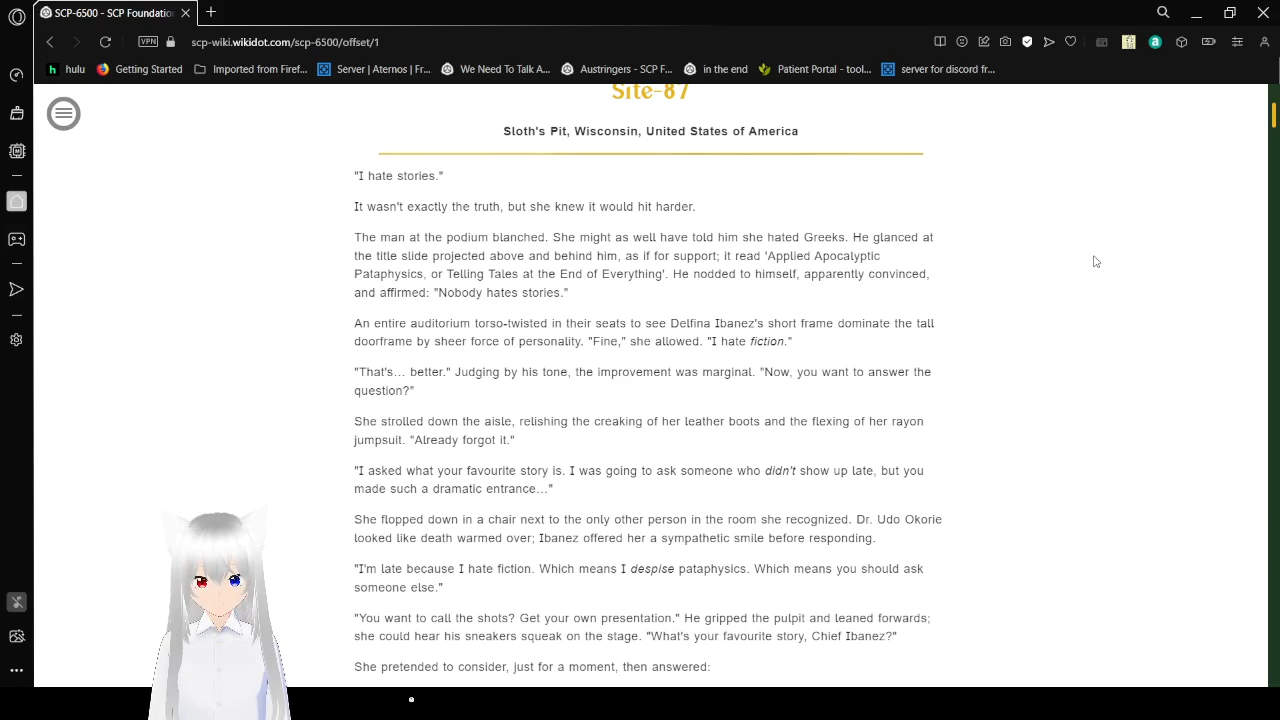 SCP-6500 - SCP Foundatio
VPN
scp-wiki.wikidot.com/scp-6500/offset/1
hulu
Getting Started
Imported from Firef...
Server | Aternos | Fr...
We Need To Talk A...
Austringers - SCP F...
in the end
Patient Portal - tool...
server for discord fr...
Site-87
Sloth's Pit, Wisconsin, United States of America
"I hate stories."
It wasn't exactly the truth, but she knew it would hit harder.
The man at the podium blanched. She might as well have told him she hated Greeks. He glanced at
the title slide projected above and behind him, as if for support; it read 'Applied Apocalyptic
Pataphysics, or Telling Tales at the End of Everything'. He nodded to himself, apparently convinced,
and affirmed: "Nobody hates stories."
An entire auditorium torso-twisted in their seats to see Delfina Ibanez's short frame dominate the tall
doorframe by sheer force of personality. "Fine," she allowed. "I hate fiction."
"That's… better." Judging by his tone, the improvement was marginal. "Now, you want to answer the
question?"
She strolled down the aisle, relishing the creaking of her leather boots and the flexing of her rayon
jumpsuit. "Already forgot it."
"I asked what your favourite story is. I was going to ask someone who didn't show up late, but you
made such a dramatic entrance…"
She flopped down in a chair next to the only other person in the room she recognized. Dr. Udo Okorie
looked like death warmed over; Ibanez offered her a sympathetic smile before responding.
"I'm late because I hate fiction. Which means I despise pataphysics. Which means you should ask
someone else."
"You want to call the shots? Get your own presentation." He gripped the pulpit and leaned forwards;
she could hear his sneakers squeak on the stage. "What's your favourite story, Chief Ibanez?"
She pretended to consider, just for a moment, then answered: